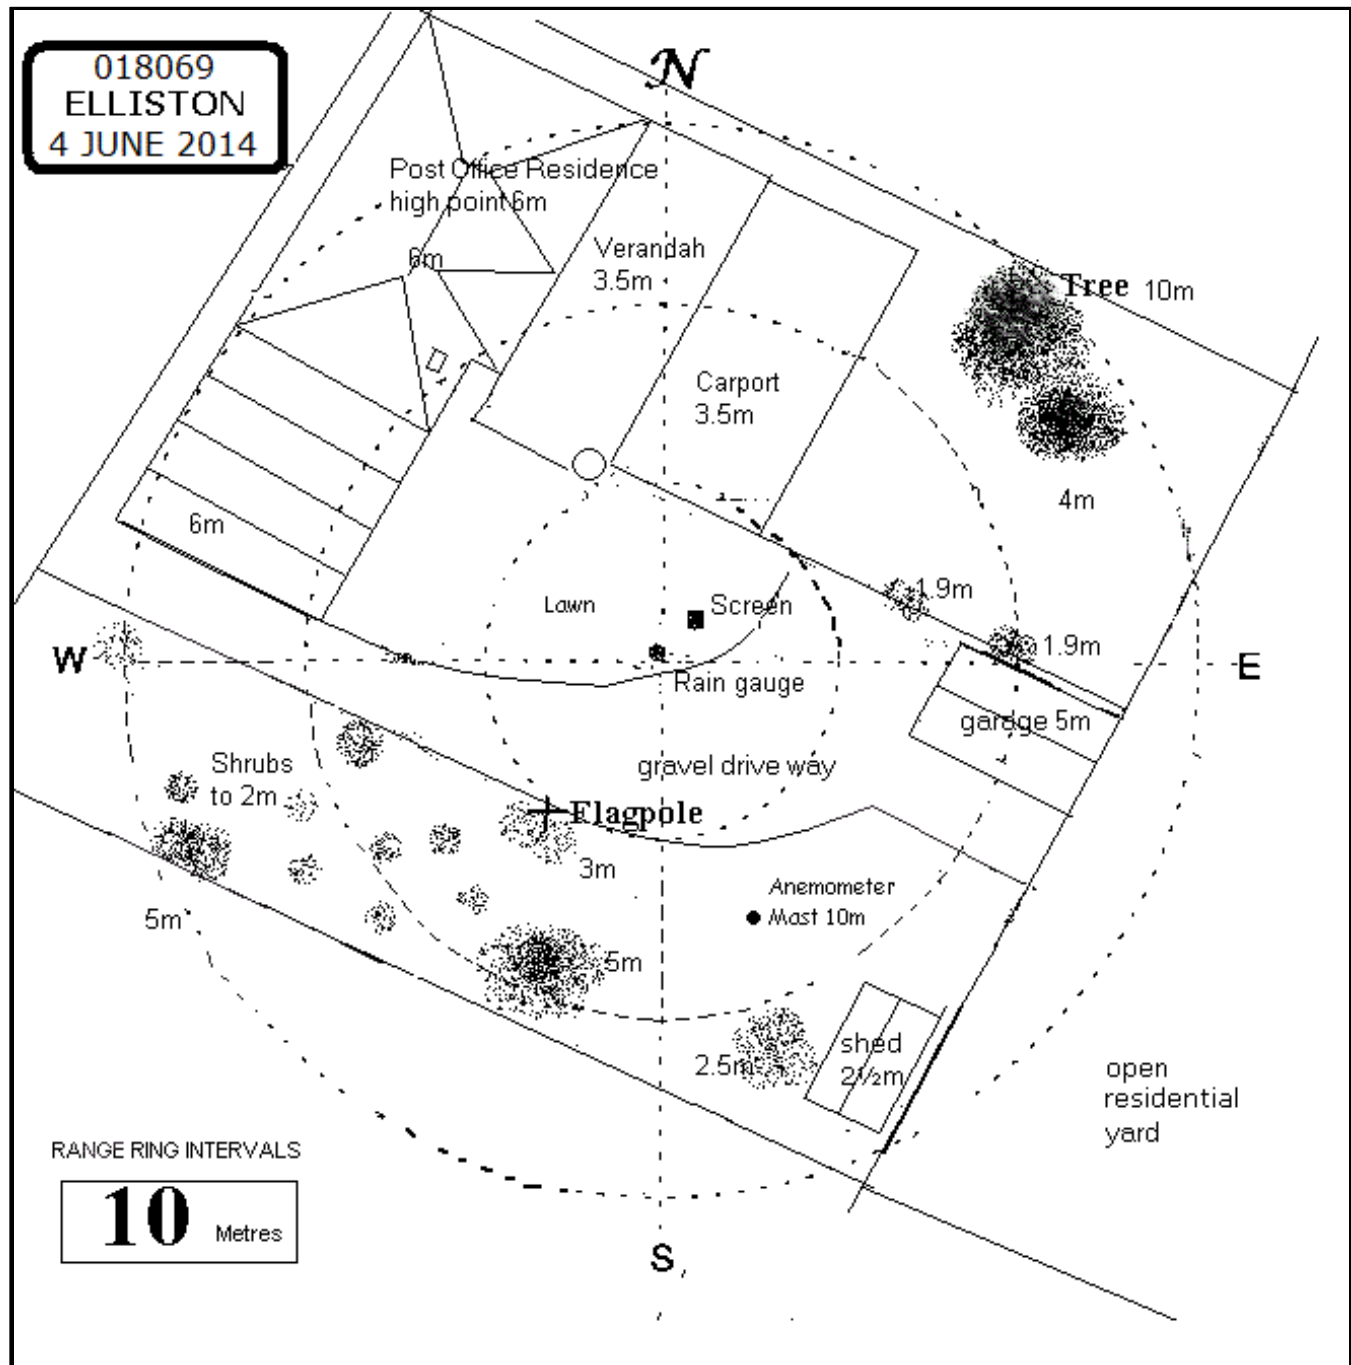 018069
ELLISTON
4 JUNE 2014
N
Post Office Residence
high point 6m
6m
Verandah
3.5m
Tree 10m
Carport
3.5m
4m
6m
Lawn
Screen
1.9m
1.9m
W
E
Rain gauge
garage 5m
gravel drive way
Shrubs
to 2m
Flagpole
3m
Anemometer
Mast 10m
5m
5m
shed
2½m
2.5m
open
residential
yard
RANGE RING INTERVALS
10 Metres
S